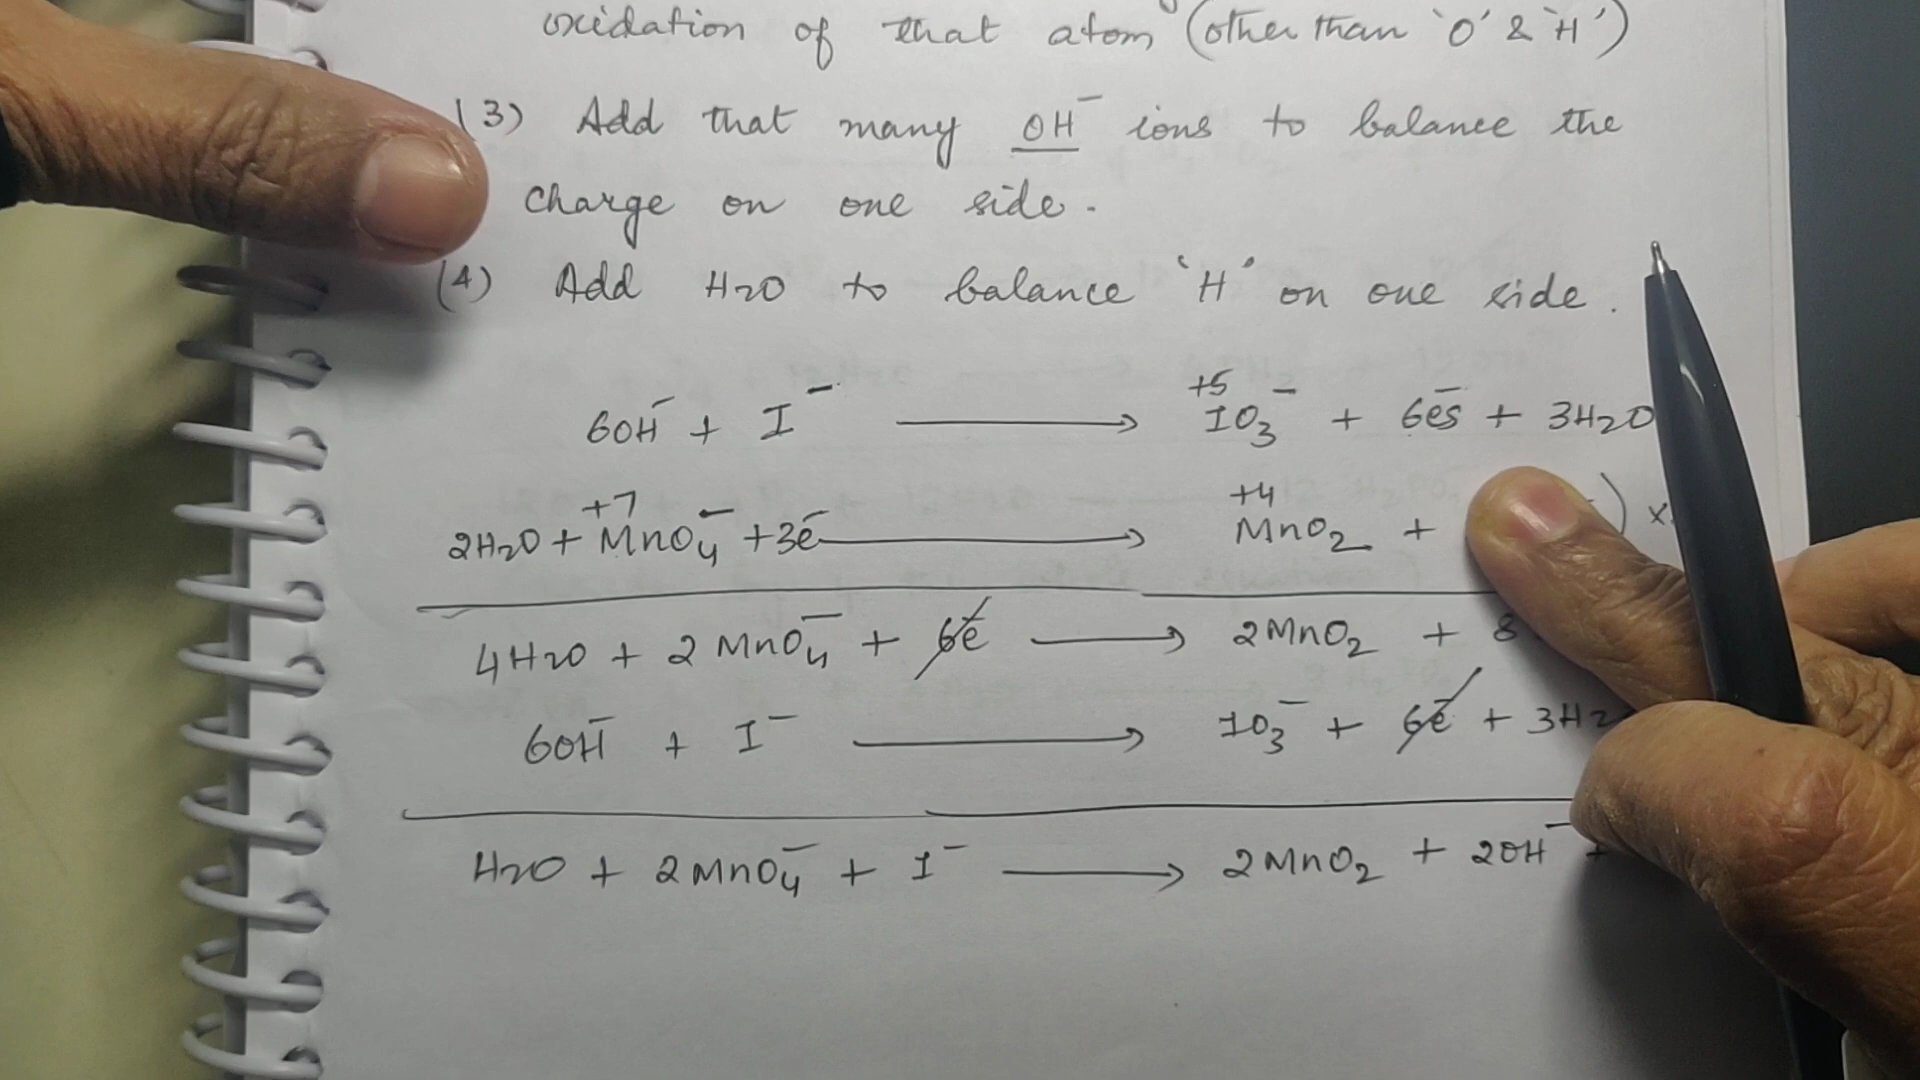 oxidation of that atom (other than 'O' & 'H')
(3) Add that many OH⁻ ions to balance the
charge on one side.
(4) Add H2O to balance 'H' on one side.
+5
6OH⁻ + I⁻ ⟶ IO₃⁻ + 6es⁻ + 3H2O
+7 +4
2H2O + MnO₄⁻ + 3e⁻ ⟶ MnO₂ + ) ×
4H2O + 2MnO₄⁻ + 6e⁻ ⟶ 2MnO₂ + 8
6OH⁻ + I⁻ ⟶ IO₃⁻ + 6e⁻ + 3H2
H2O + 2MnO₄⁻ + I⁻ ⟶ 2MnO₂ + 2OH⁻ +